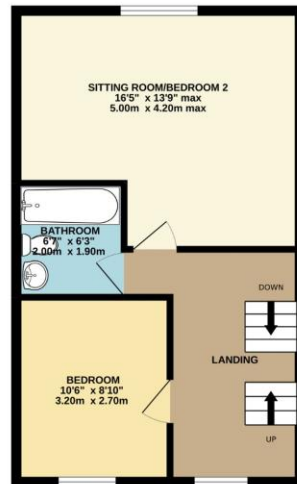 SITTING ROOM/BEDROOM 2
16'5" x 13'9" max
5.00m x 4.20m max
BATHROOM
6'7" x 6'3"
2.00m x 1.90m
DOWN
LANDING
BEDROOM
10'6" x 8'10"
3.20m x 2.70m
UP